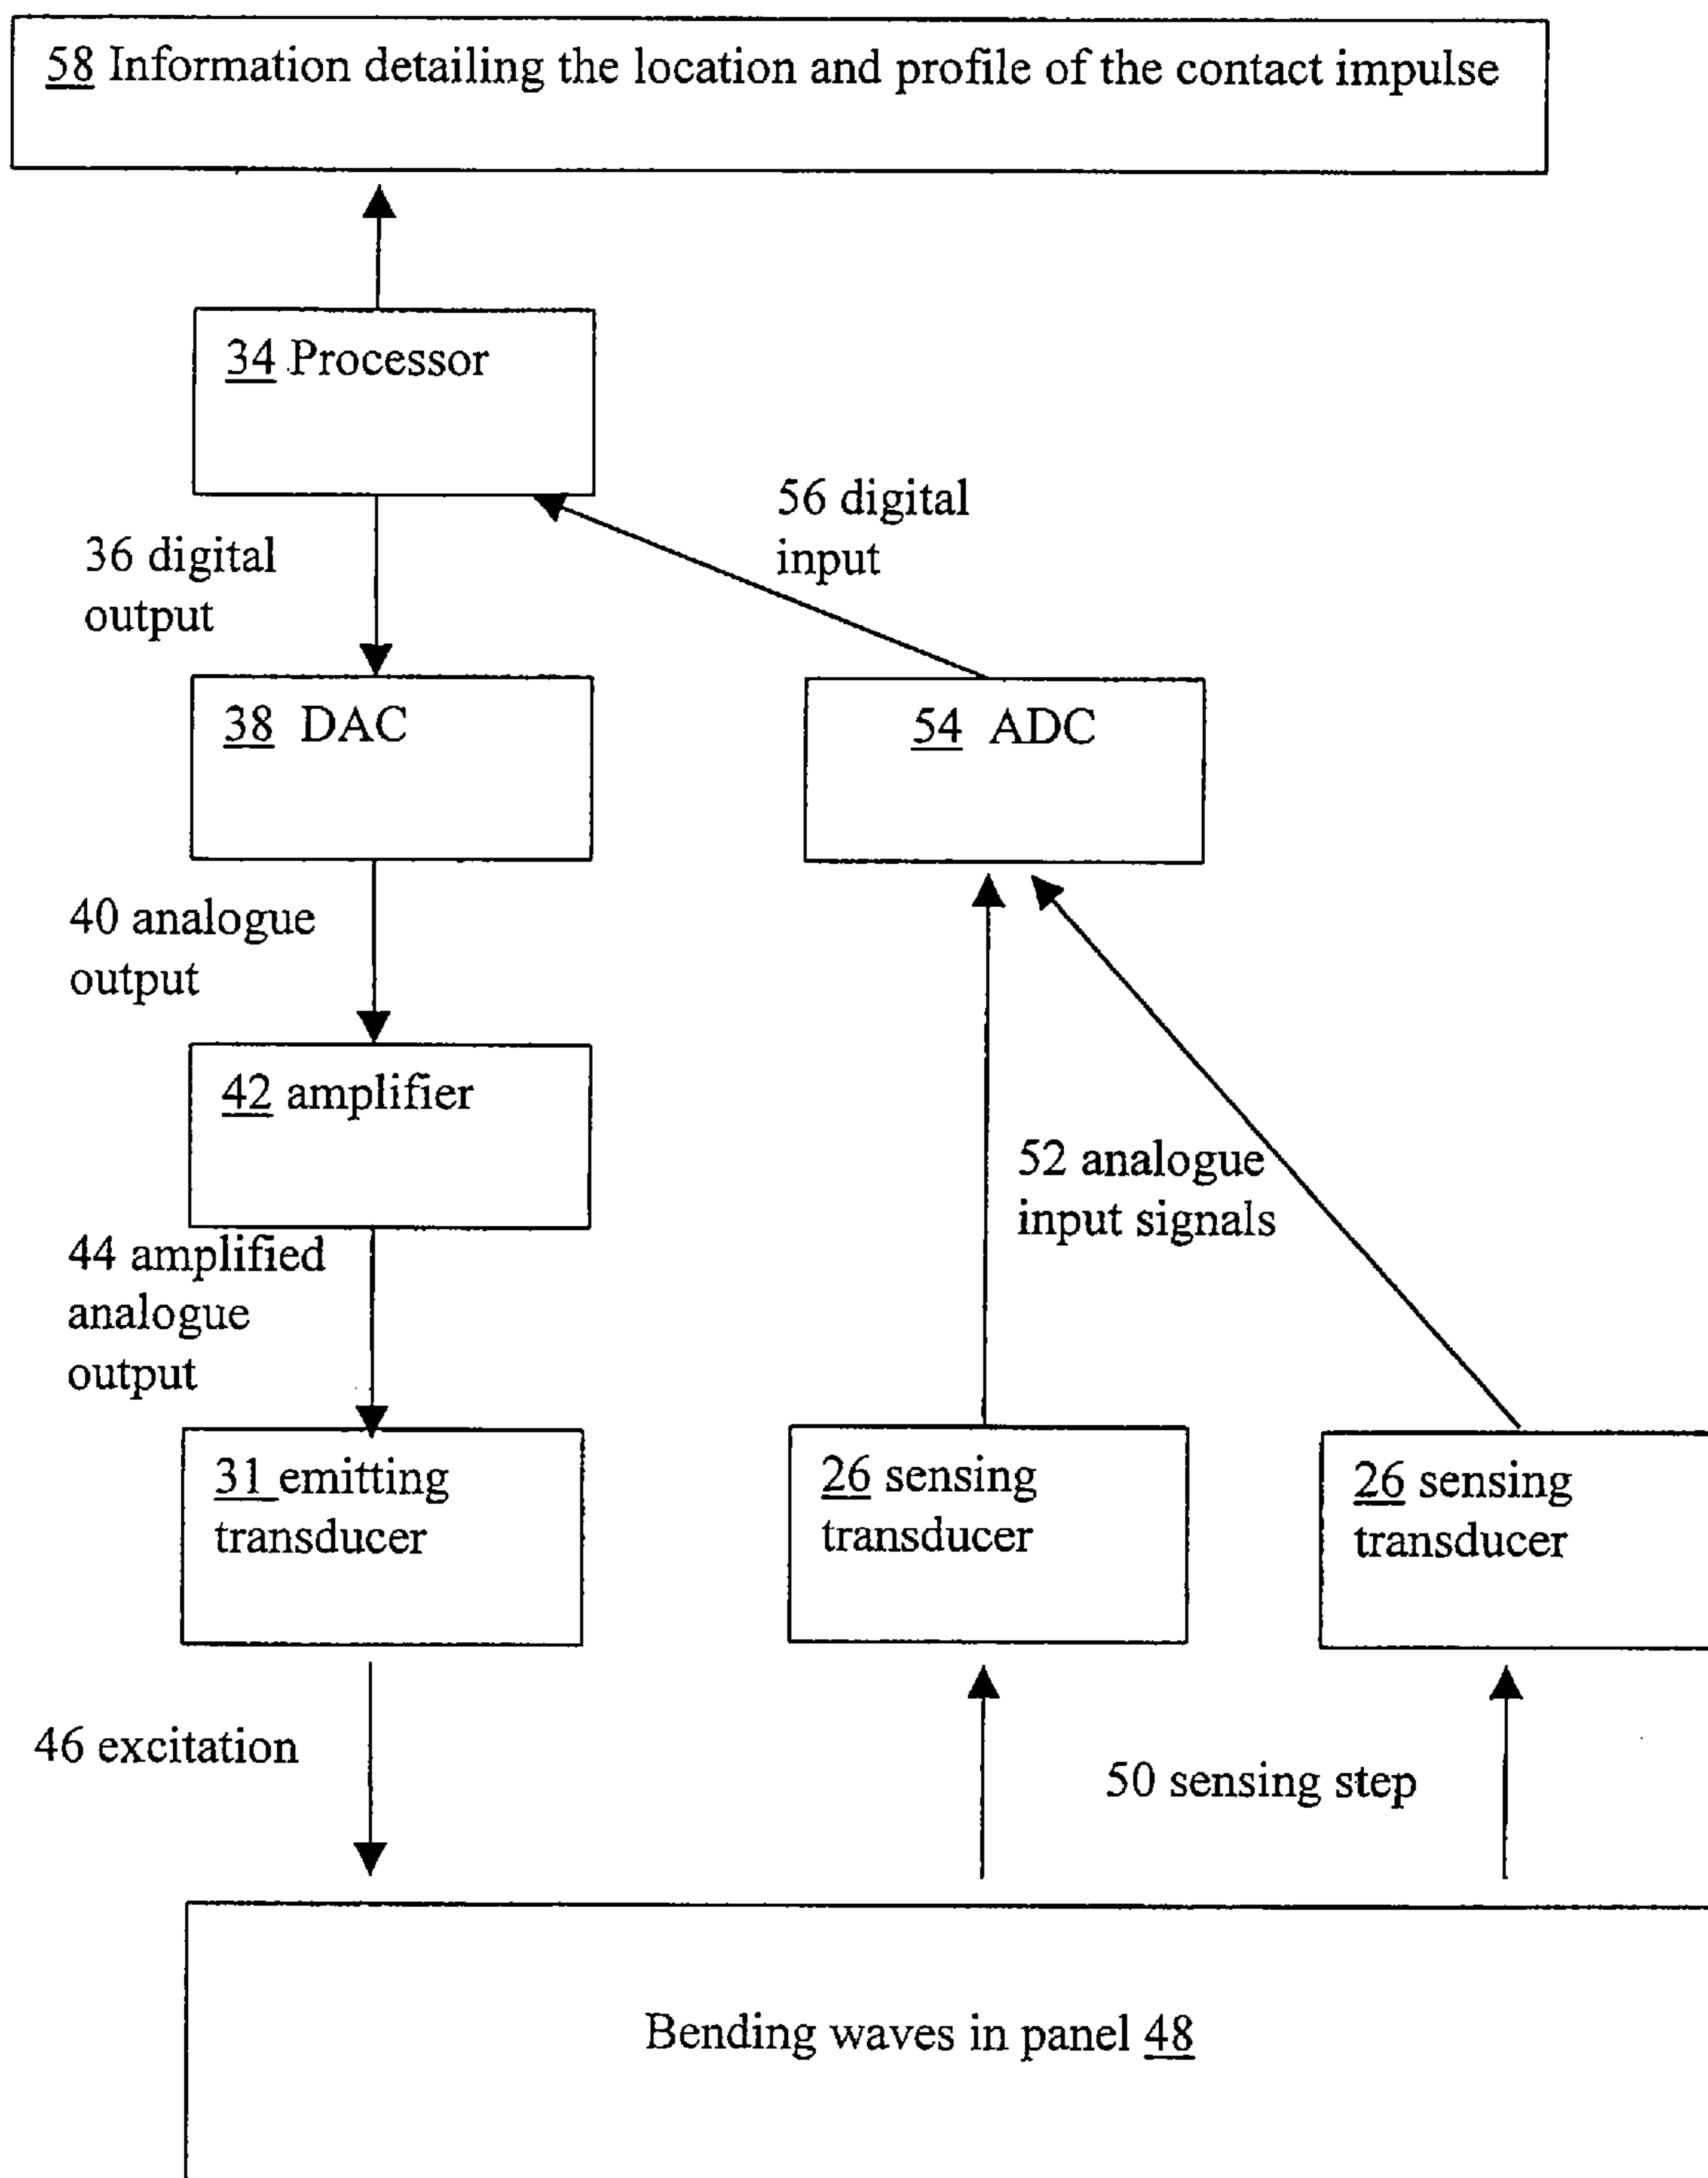 58 Information detailing the location and profile of the contact impulse
34 Processor
56 digital
input
36 digital
output
38 DAC
54 ADC
40 analogue
output
42 amplifier
52 analogue
input signals
44 amplified
analogue
output
31 emitting
transducer
26 sensing
transducer
26 sensing
transducer
46 excitation
50 sensing step
Bending waves in panel 48